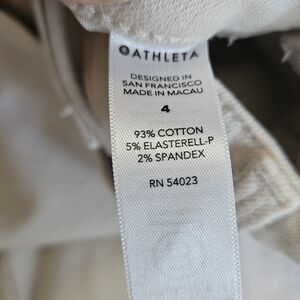 ATHLETA
DESIGNED IN
SAN FRANCISCO
MADE IN MACAU
4
93% COTTON
5% ELASTERELL-P
2% SPANDEX
RN 54023